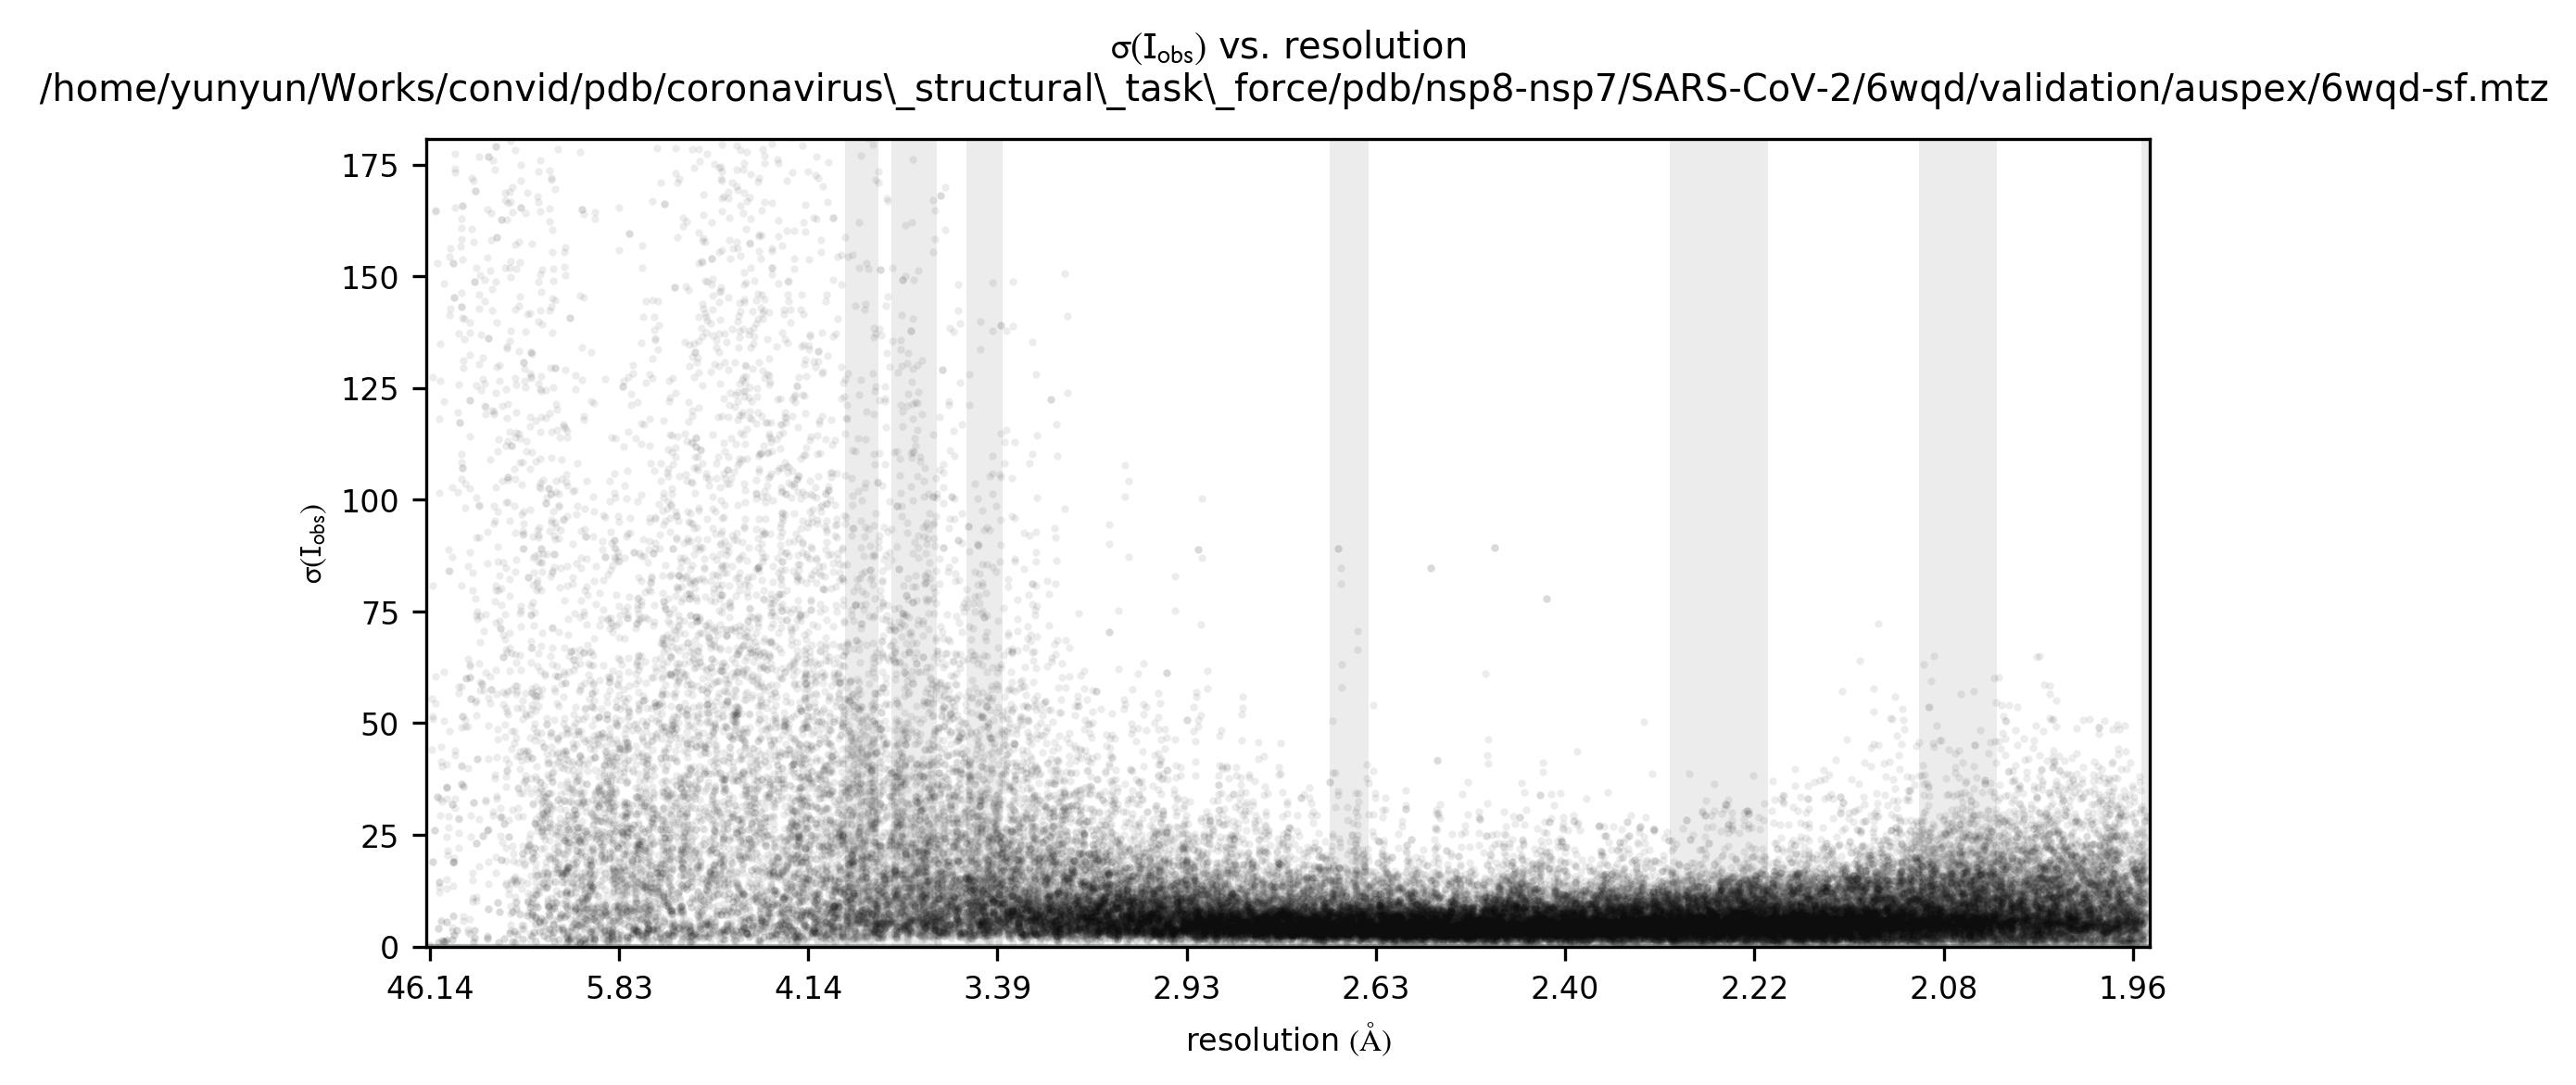 σ(I_obs) vs. resolution
/home/yunyun/Works/convid/pdb/coronavirus\_structural\_task\_force/pdb/nsp8-nsp7/SARS-CoV-2/6wqd/validation/auspex/6wqd-sf.mtz
175
150
125
100
75
50
25
0
σ(I_obs)
46.14 5.83 4.14 3.39 2.93 2.63 2.40 2.22 2.08 1.96
resolution (Å)